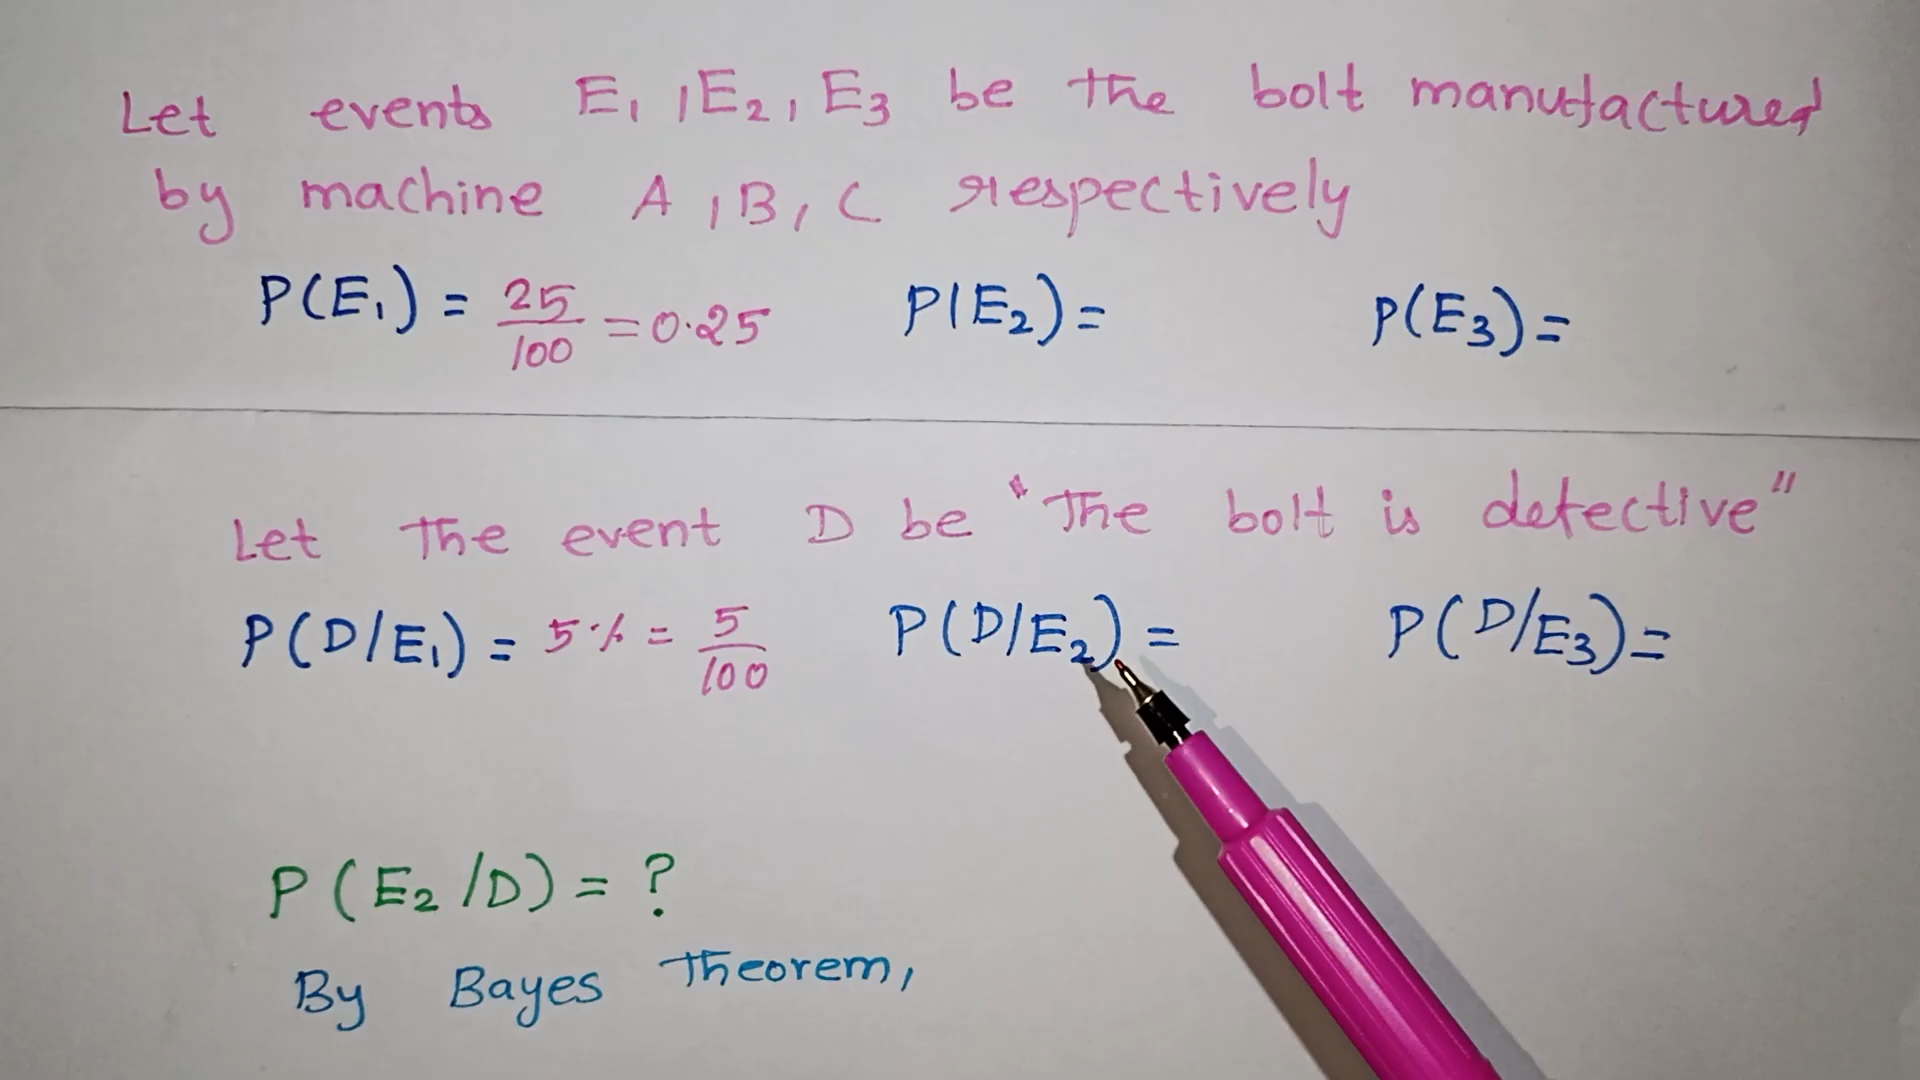 Let events E₁, E₂, E₃ be the bolt manufactured
by machine A, B, C respectively
P(E₁) = 25/100 = 0.25 P(E₂) = P(E₃) =
Let the event D be "The bolt is defective"
P(D/E₁) = 5% = 5/100 P(D/E₂) = P(D/E₃) =
P(E₂/D) = ?
By Bayes Theorem,